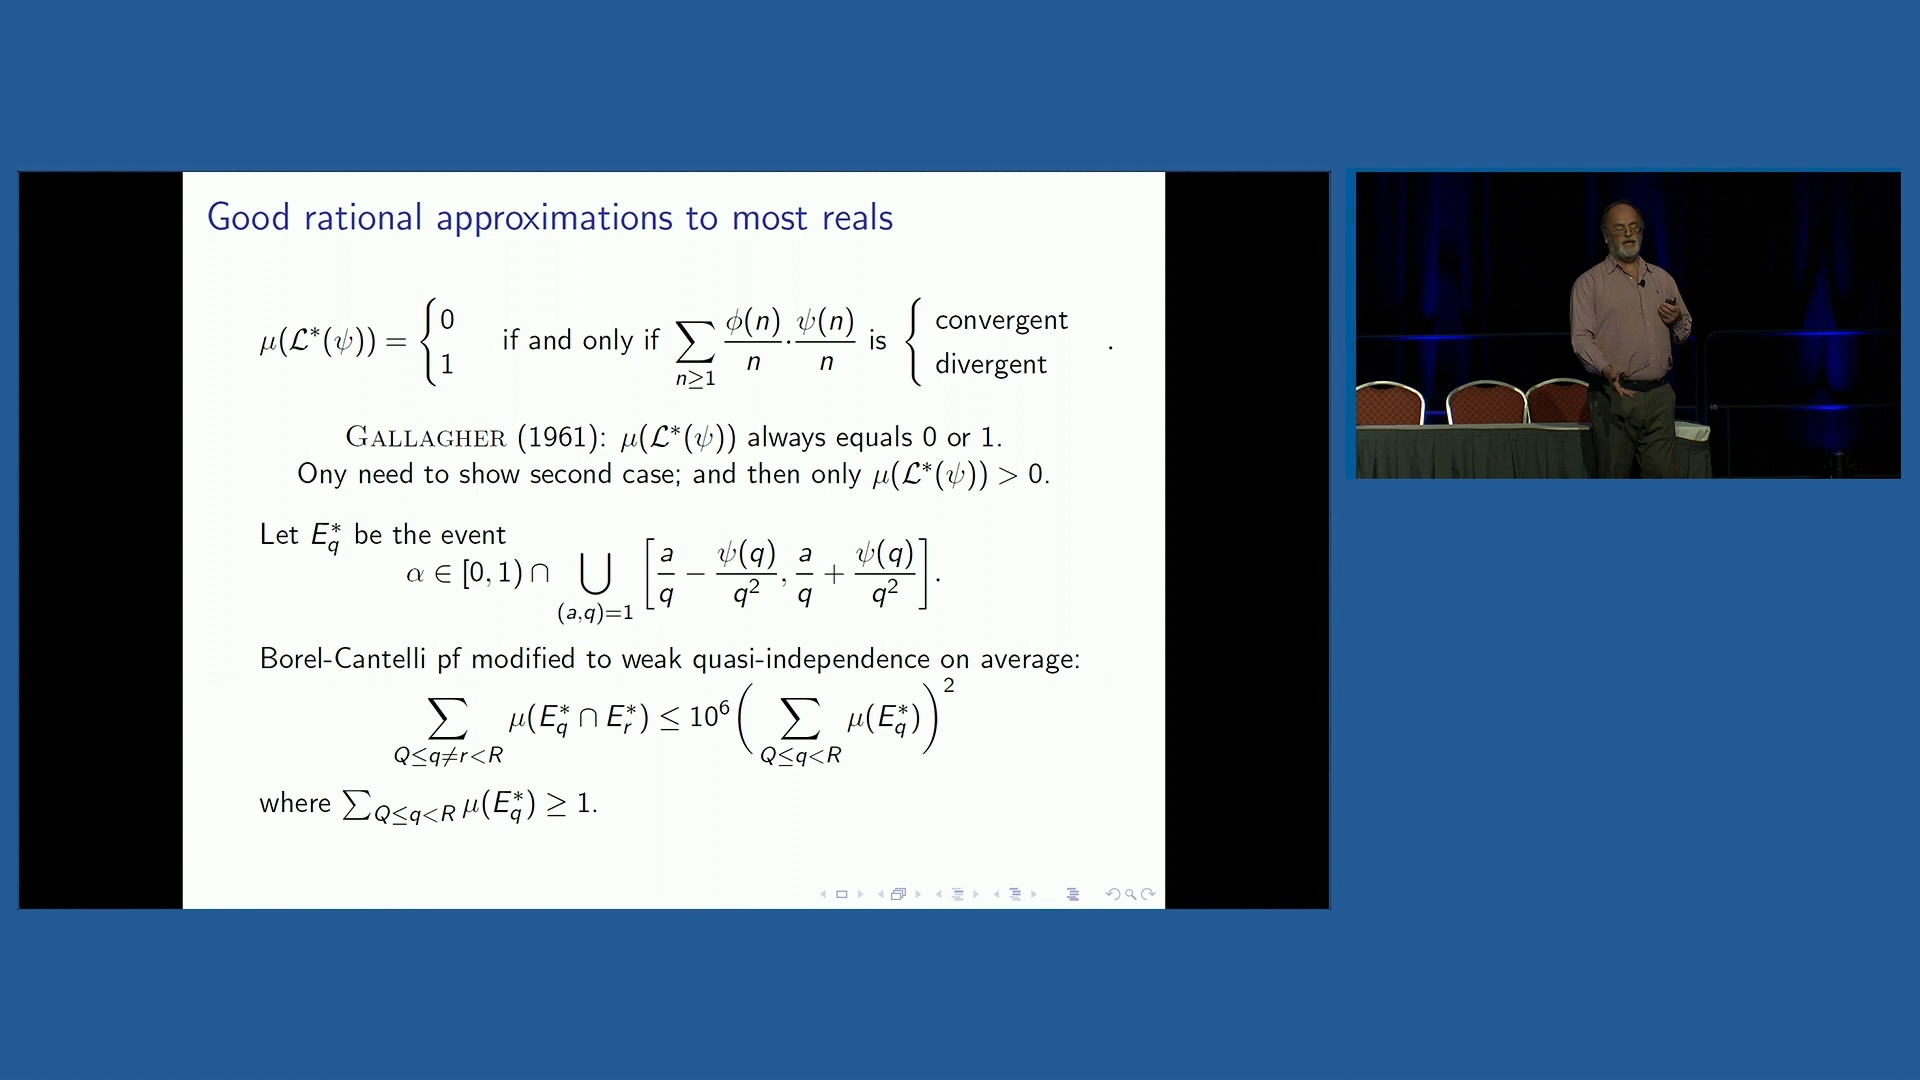 Good rational approximations to most reals
μ(ℒ*(ψ)) = { 0 1 if and only if ∑_{n≥1} φ(n)/n · ψ(n)/n is { convergent divergent .
GALLAGHER (1961): μ(ℒ*(ψ)) always equals 0 or 1.
Ony need to show second case; and then only μ(ℒ*(ψ)) > 0.
Let E*_q be the event
α ∈ [0, 1) ∩ ⋃_{(a,q)=1} [a/q − ψ(q)/q², a/q + ψ(q)/q²].
Borel-Cantelli pf modified to weak quasi-independence on average:
∑_{Q≤q≠r<R} μ(E*_q ∩ E*_r) ≤ 10⁶ (∑_{Q≤q<R} μ(E*_q))²
where ∑_{Q≤q<R} μ(E*_q) ≥ 1.